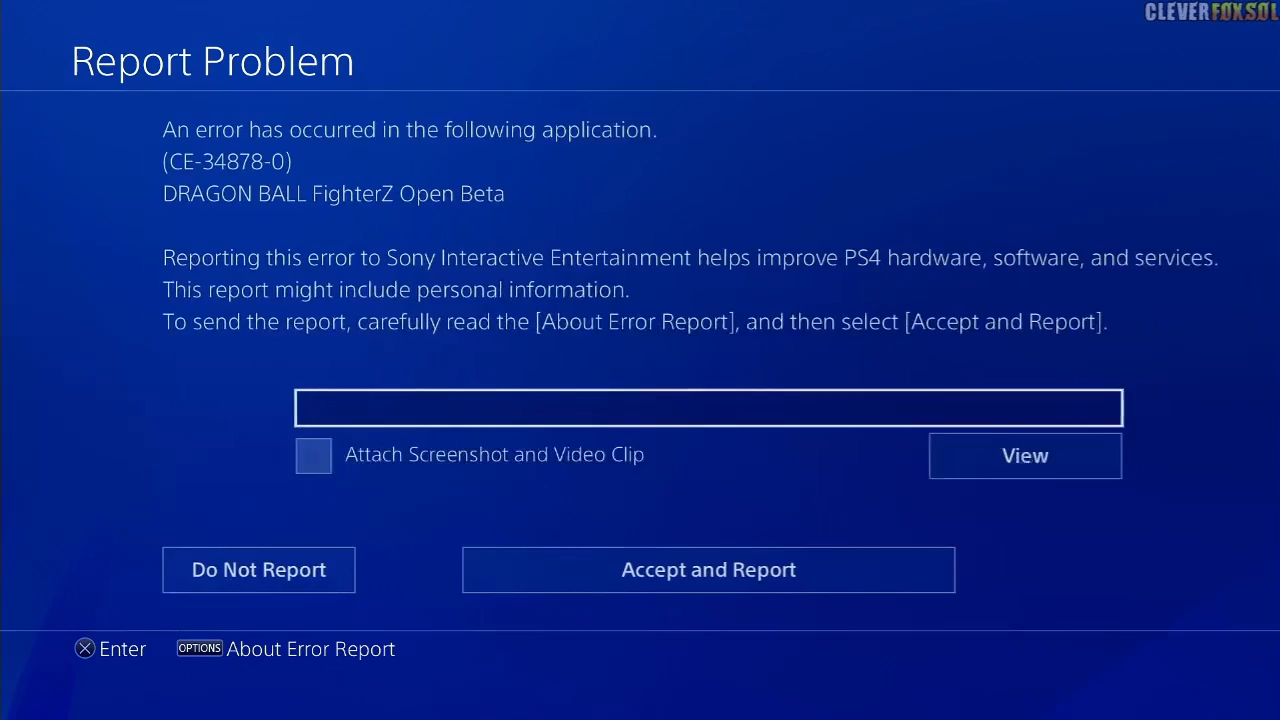 CLEVERFOXSOL
Report Problem
An error has occurred in the following application.
(CE-34878-0)
DRAGON BALL FighterZ Open Beta
Reporting this error to Sony Interactive Entertainment helps improve PS4 hardware, software, and services.
This report might include personal information.
To send the report, carefully read the [About Error Report], and then select [Accept and Report].
Attach Screenshot and Video Clip
View
Do Not Report
Accept and Report
Enter
OPTIONS About Error Report